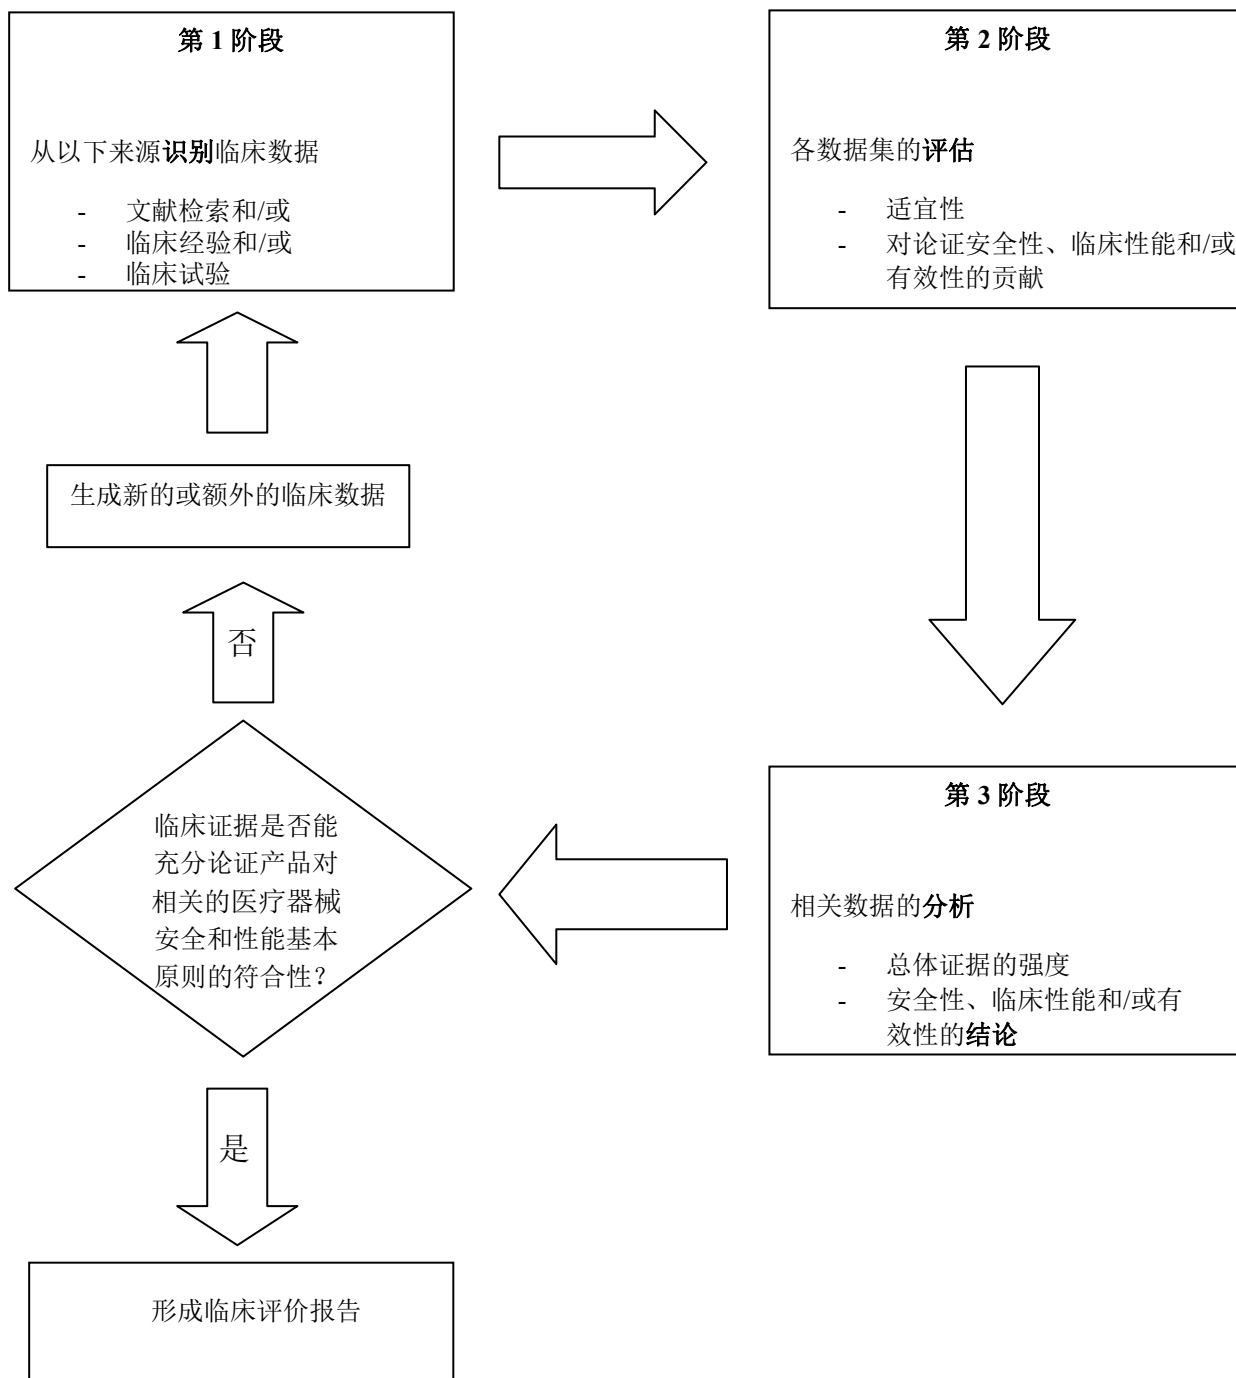 第 1 阶段
从以下来源识别临床数据
- 文献检索和/或
- 临床经验和/或
- 临床试验
第 2 阶段
各数据集的评估
- 适宜性
- 对论证安全性、临床性能和/或
有效性的贡献
生成新的或额外的临床数据
否
临床证据是否能
充分论证产品对
相关的医疗器械
安全和性能基本
原则的符合性？
第 3 阶段
相关数据的分析
- 总体证据的强度
- 安全性、临床性能和/或有
效性的结论
是
形成临床评价报告